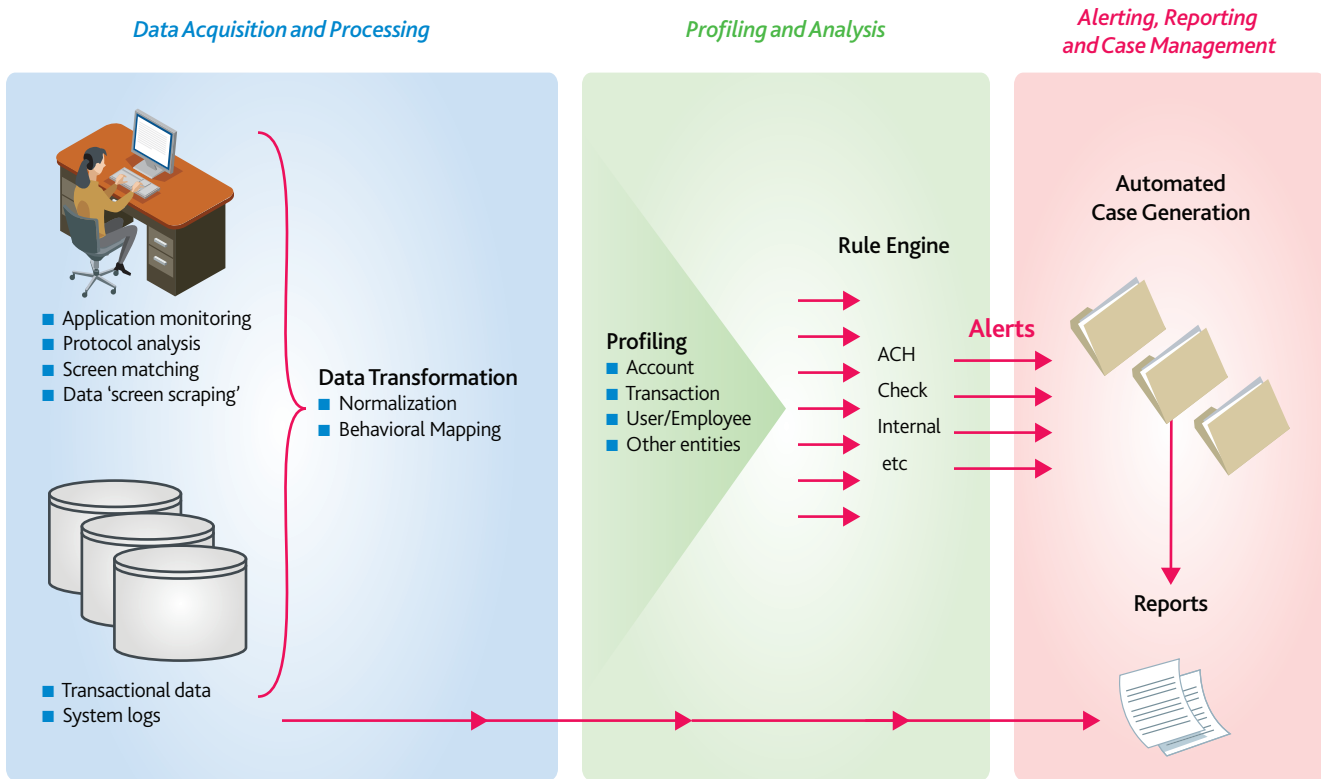 Data Acquisition and Processing
Profiling and Analysis
Alerting, Reporting
and Case Management
Application monitoring
Protocol analysis
Screen matching
Data ‘screen scraping’
Data Transformation
Normalization
Behavioral Mapping
Transactional data
System logs
Profiling
Account
Transaction
User/Employee
Other entities
Rule Engine
ACH
Check
Internal
etc
Alerts
Automated
Case Generation
Reports